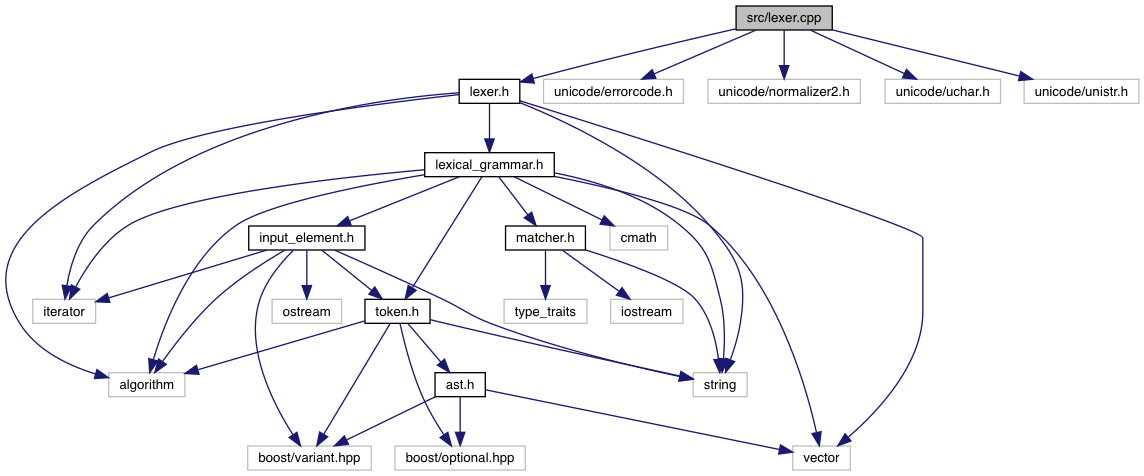 src/lexer.cpp
lexer.h
unicode/errorcode.h
unicode/normalizer2.h
unicode/uchar.h
unicode/unistr.h
lexical_grammar.h
input_element.h
matcher.h
cmath
iterator
ostream
token.h
type_traits
iostream
algorithm
ast.h
string
boost/variant.hpp
boost/optional.hpp
vector